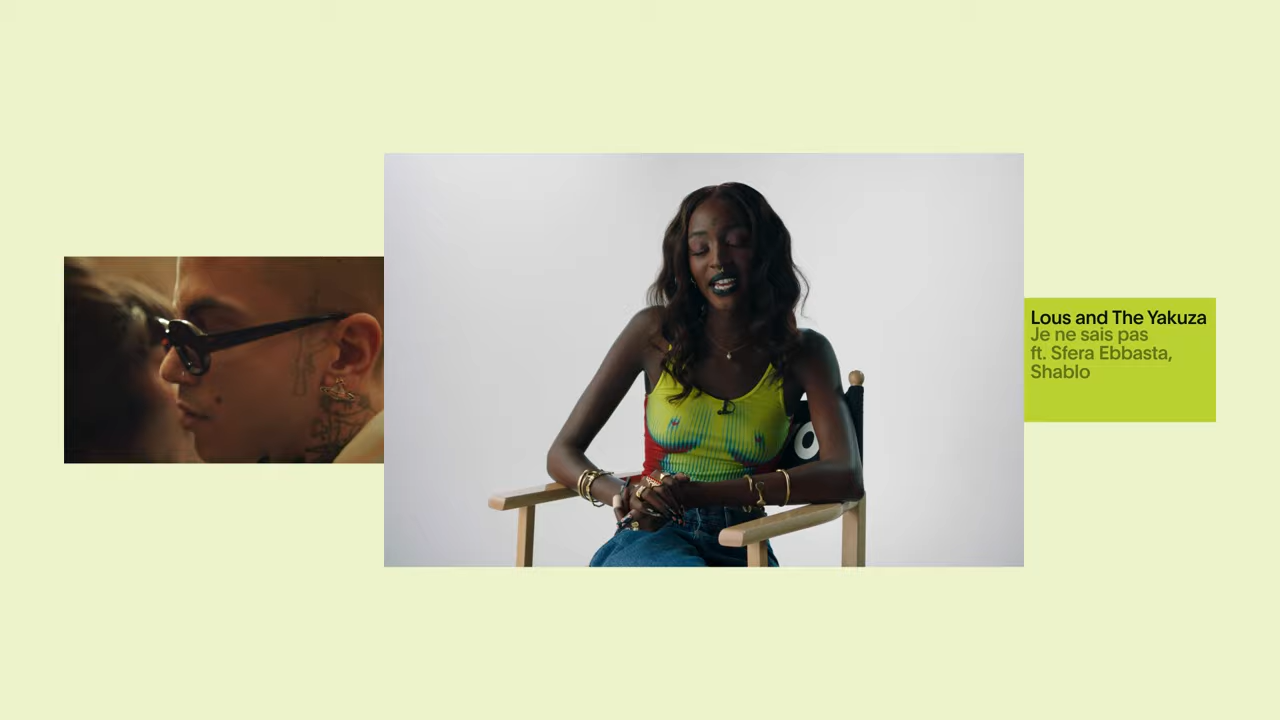 Lous and The Yakuza
Je ne sais pas
ft. Sfera Ebbasta,
Shablo